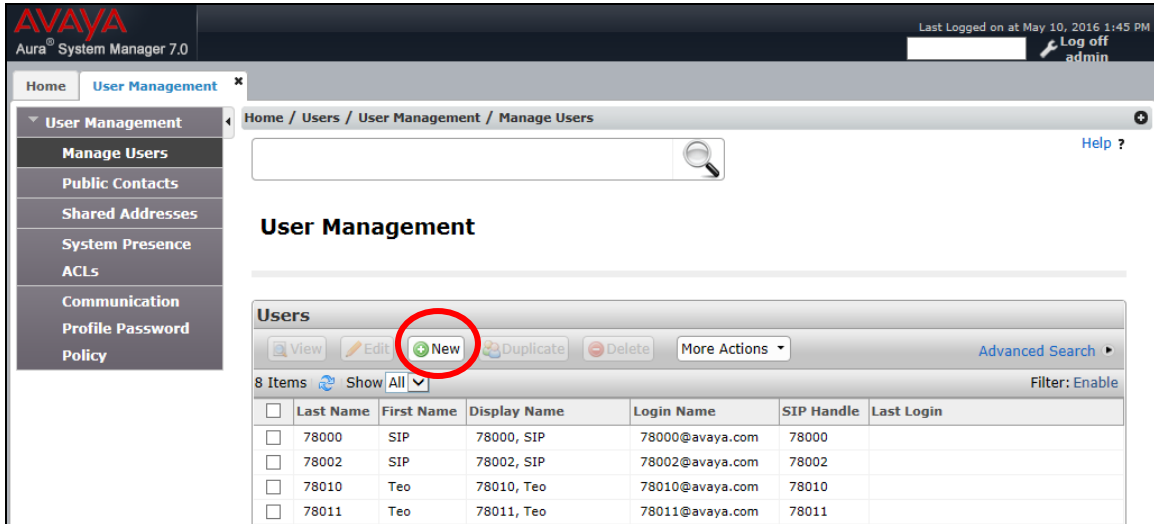 AVAYA
Aura® System Manager 7.0
Last Logged on at May 10, 2016 1:45 PM
Log off
admin
Home User Management ×
User Management
Manage Users
Public Contacts
Shared Addresses
System Presence
ACLs
Communication
Profile Password
Policy
Home / Users / User Management / Manage Users
Help ?
User Management
Users
View Edit New Duplicate Delete More Actions
Advanced Search
8 Items Show All
Filter: Enable
Last Name First Name Display Name Login Name SIP Handle Last Login
78000 SIP 78000, SIP 78000@avaya.com 78000
78002 SIP 78002, SIP 78002@avaya.com 78002
78010 Teo 78010, Teo 78010@avaya.com 78010
78011 Teo 78011, Teo 78011@avaya.com 78011